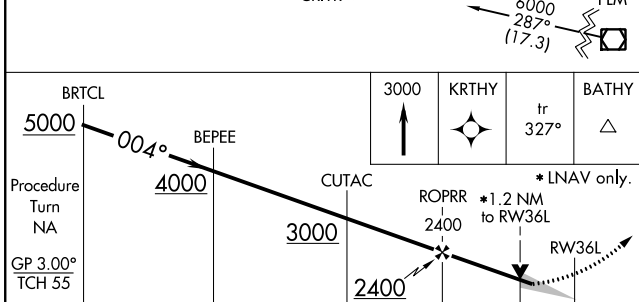 6000
287°
(17.3)
3000
KRTHY
tr
327°
BATHY
BRTCL
5000
004°
BEPEE
4000
CUTAC
3000
ROPRR
2400
2400
* LNAV only.
*1.2 NM
to RW36L
RW36L
Procedure
Turn
NA
GP 3.00°
TCH 55